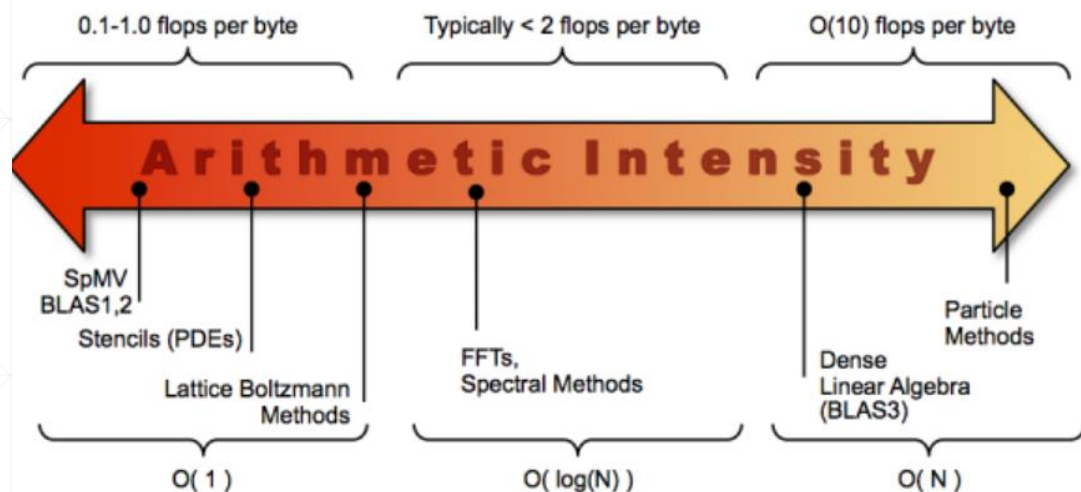 0.1-1.0 flops per byte
Typically < 2 flops per byte
O(10) flops per byte
Arithmetic Intensity
SpMV
BLAS1,2
Stencils (PDEs)
Lattice Boltzmann
Methods
FFTs,
Spectral Methods
Dense
Linear Algebra
(BLAS3)
Particle
Methods
O( 1 )
O( log(N) )
O( N )